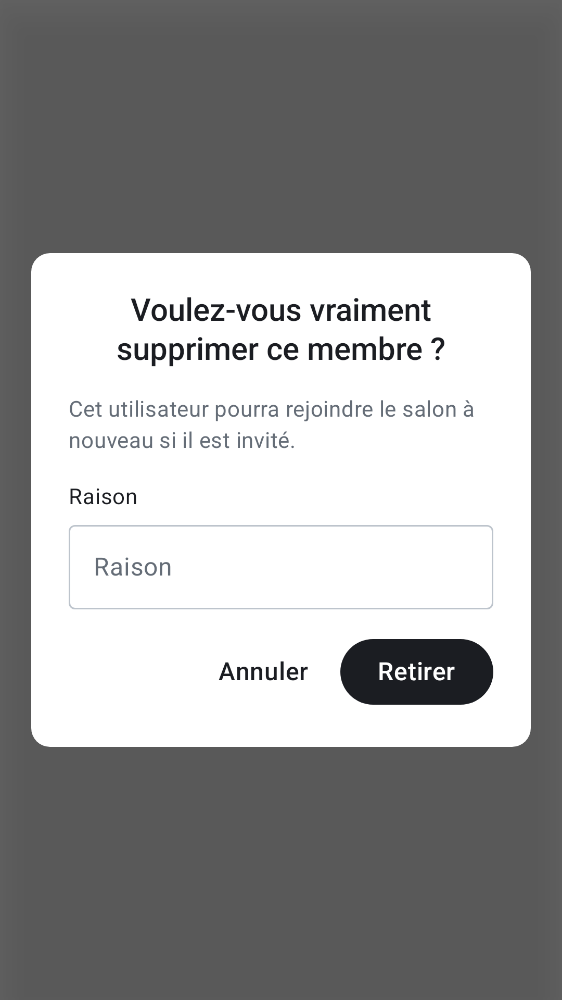 Voulez-vous vraiment
supprimer ce membre ?
Cet utilisateur pourra rejoindre le salon à
nouveau si il est invité.
Raison
Raison
Annuler
Retirer